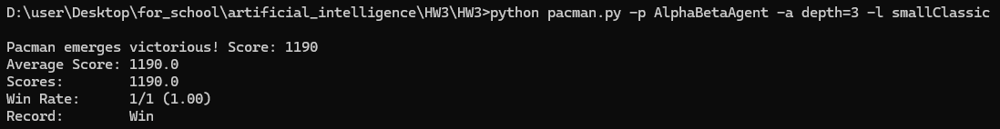 D:\user\Desktop\for_school\artificial_intelligence\HW3\HW3>python pacman.py -p AlphaBetaAgent -a depth=3 -l smallClassic
Pacman emerges victorious! Score: 1190
Average Score: 1190.0
Scores:        1190.0
Win Rate:      1/1 (1.00)
Record:        Win